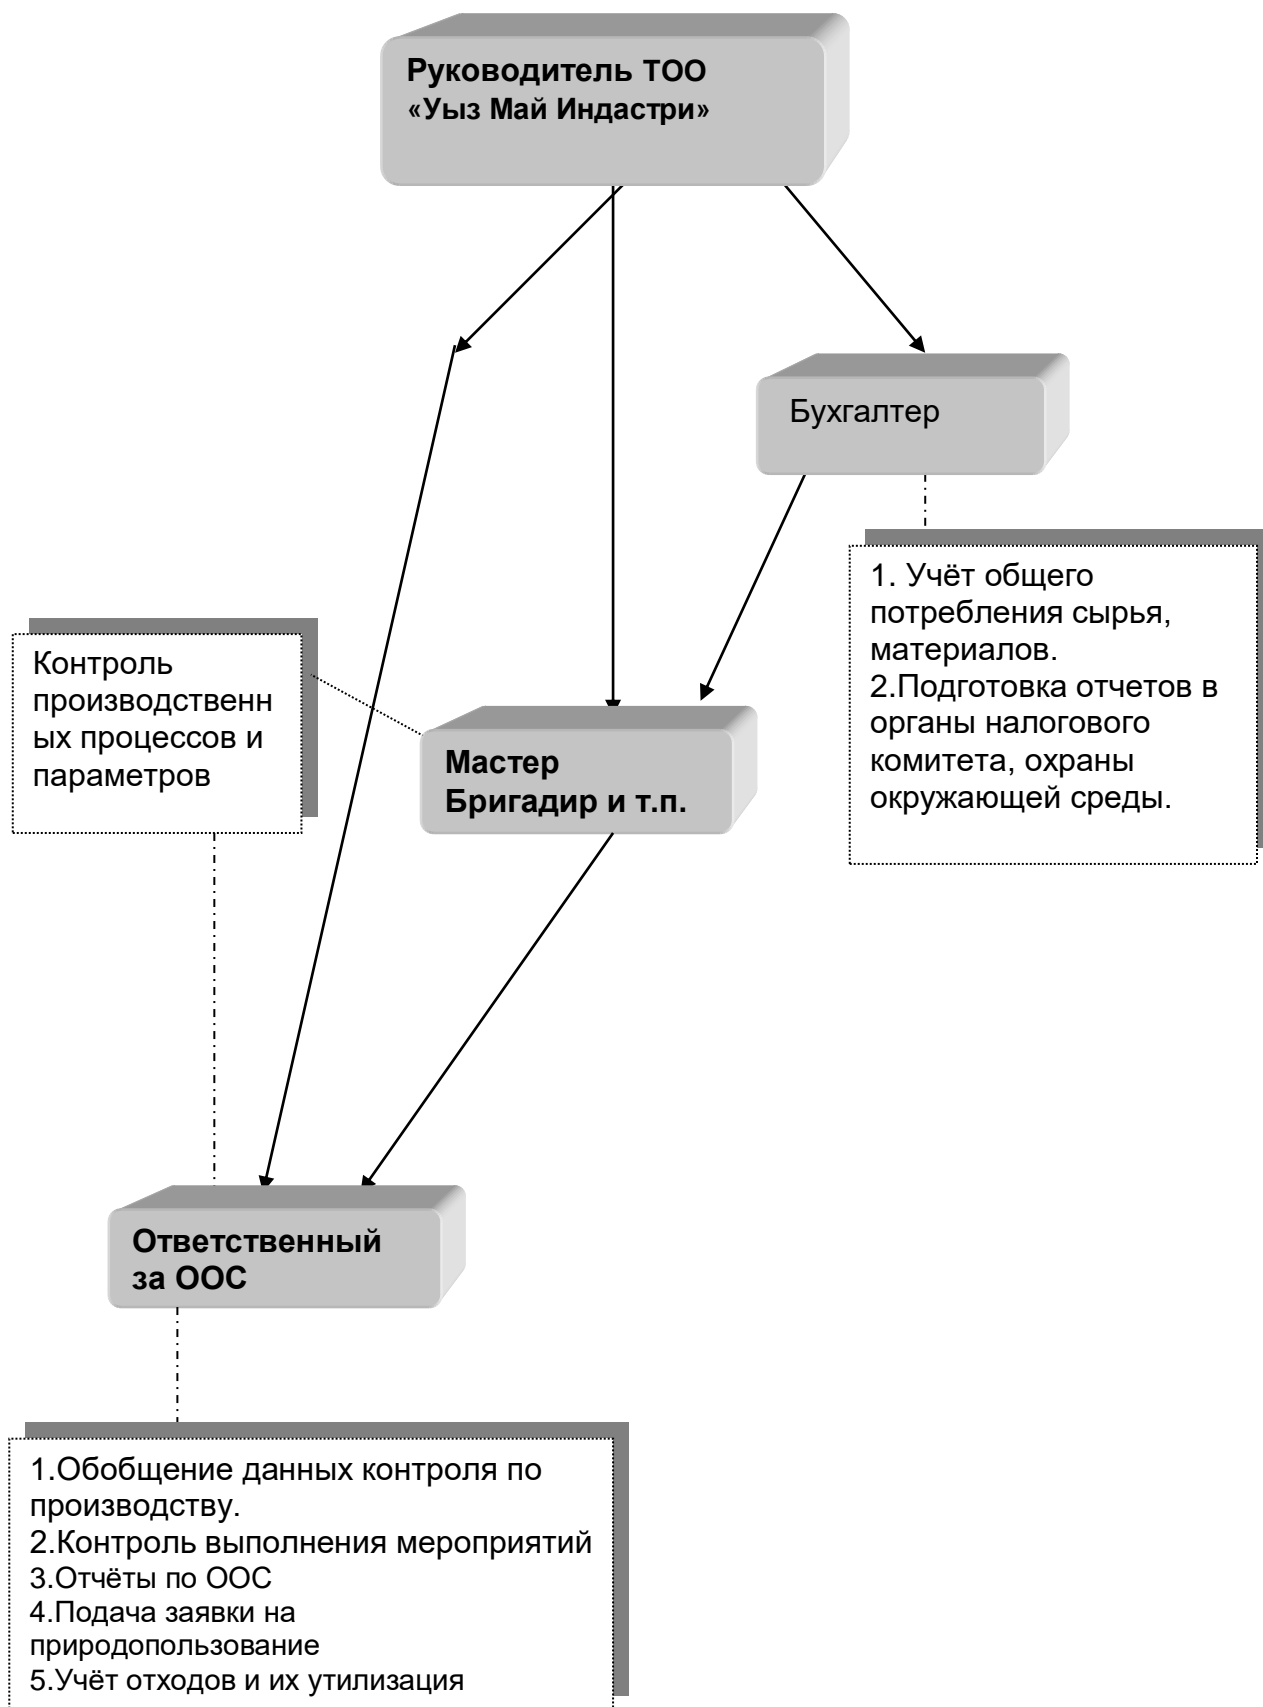 Руководитель ТОО
«Уыз Май Индастри»
Бухгалтер
1. Учёт общего
потребления сырья,
материалов.
2.Подготовка отчетов в
органы налогового
комитета, охраны
окружающей среды.
Контроль
производственн
ых процессов и
параметров
Мастер
Бригадир и т.п.
Ответственный
за ООС
1.Обобщение данных контроля по
производству.
2.Контроль выполнения мероприятий
3.Отчёты по ООС
4.Подача заявки на
природопользование
5.Учёт отходов и их утилизация